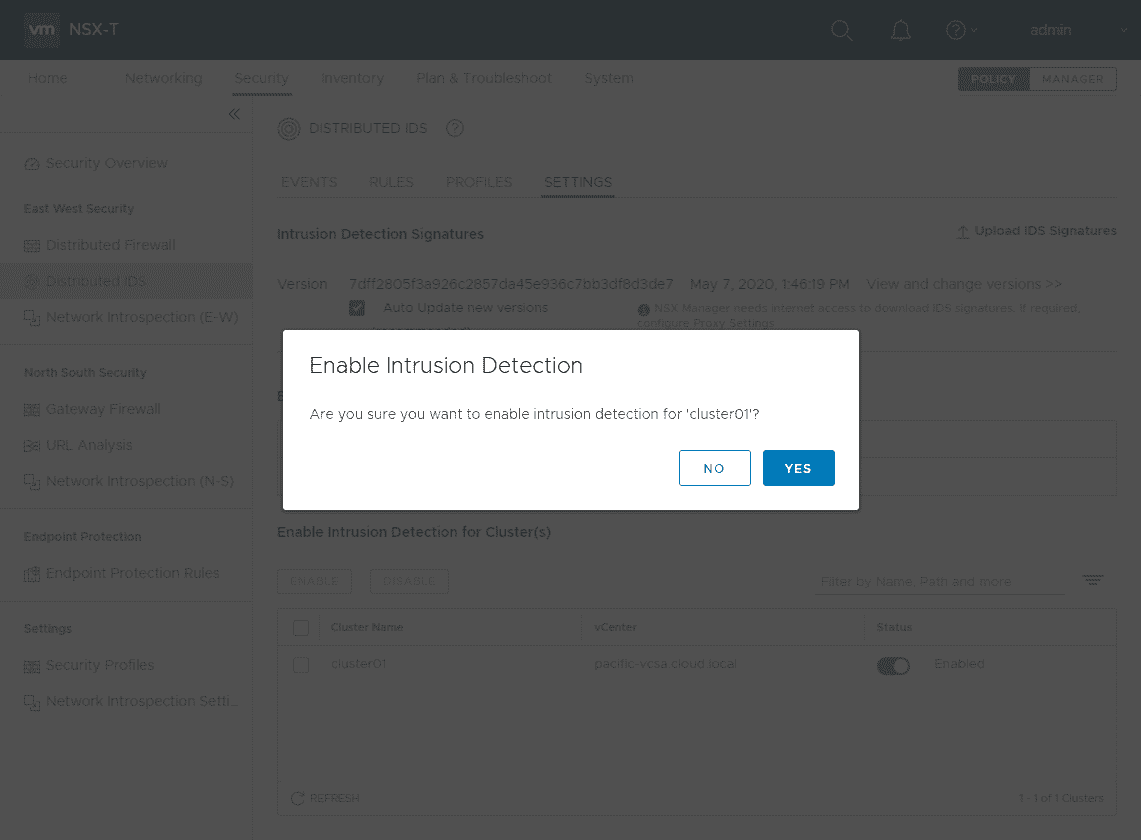 vm NSX-T admin
Home Networking Security Inventory Plan & Troubleshoot System POLICY MANAGER
DISTRIBUTED IDS
Security Overview
EVENTS RULES PROFILES SETTINGS
East West Security
Intrusion Detection Signatures Upload IDS Signatures
Distributed Firewall
Distributed IDS
Version 7dff2805f3a926c2857da45e936c7bb3df8d3de7 May 7, 2020, 1:46:19 PM View and change versions >>
Auto Update new versions NSX Manager needs internet access to download IDS signatures. If required,
configure Proxy Settings
Network Introspection (E-W)
Enable Intrusion Detection
Are you sure you want to enable intrusion detection for 'cluster01'?
NO YES
North South Security
Gateway Firewall
URL Analysis
Network Introspection (N-S)
Endpoint Protection
Endpoint Protection Rules
Settings
Security Profiles
Network Introspection Setti...
Enable Intrusion Detection for Cluster(s)
ENABLE DISABLE Filter by Name, Path and more
Cluster Name vCenter Status
cluster01 pacific-vcsa.cloud.local Enabled
REFRESH 1 - 1 of 1 Clusters